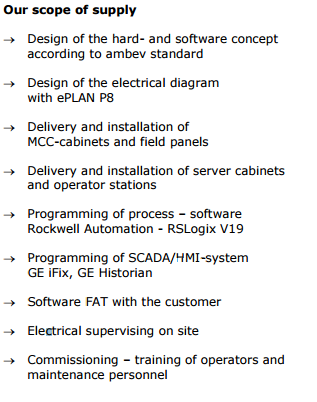 Our scope of supply
→ Design of the hard- and software concept
according to ambev standard
→ Design of the electrical diagram
with ePLAN P8
→ Delivery and installation of
MCC-cabinets and field panels
→ Delivery and installation of server cabinets
and operator stations
→ Programming of process – software
Rockwell Automation - RSLogix V19
→ Programming of SCADA/HMI-system
GE iFix, GE Historian
→ Software FAT with the customer
→ Electrical supervising on site
→ Commissioning – training of operators and
maintenance personnel